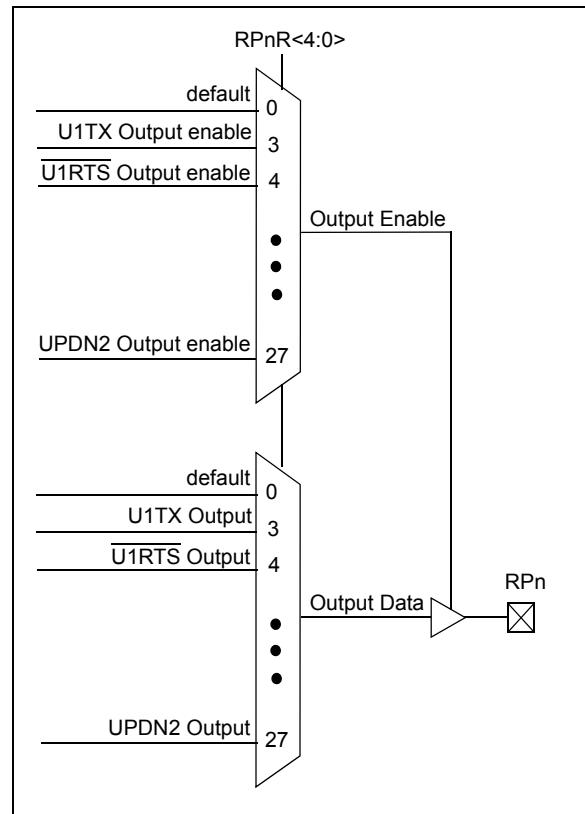 RPnR<4:0>
default
0
U1TX Output enable
3
U1RTS Output enable
4
Output Enable
UPDN2 Output enable
27
default
0
U1TX Output
3
U1RTS Output
4
RPn
Output Data
UPDN2 Output
27